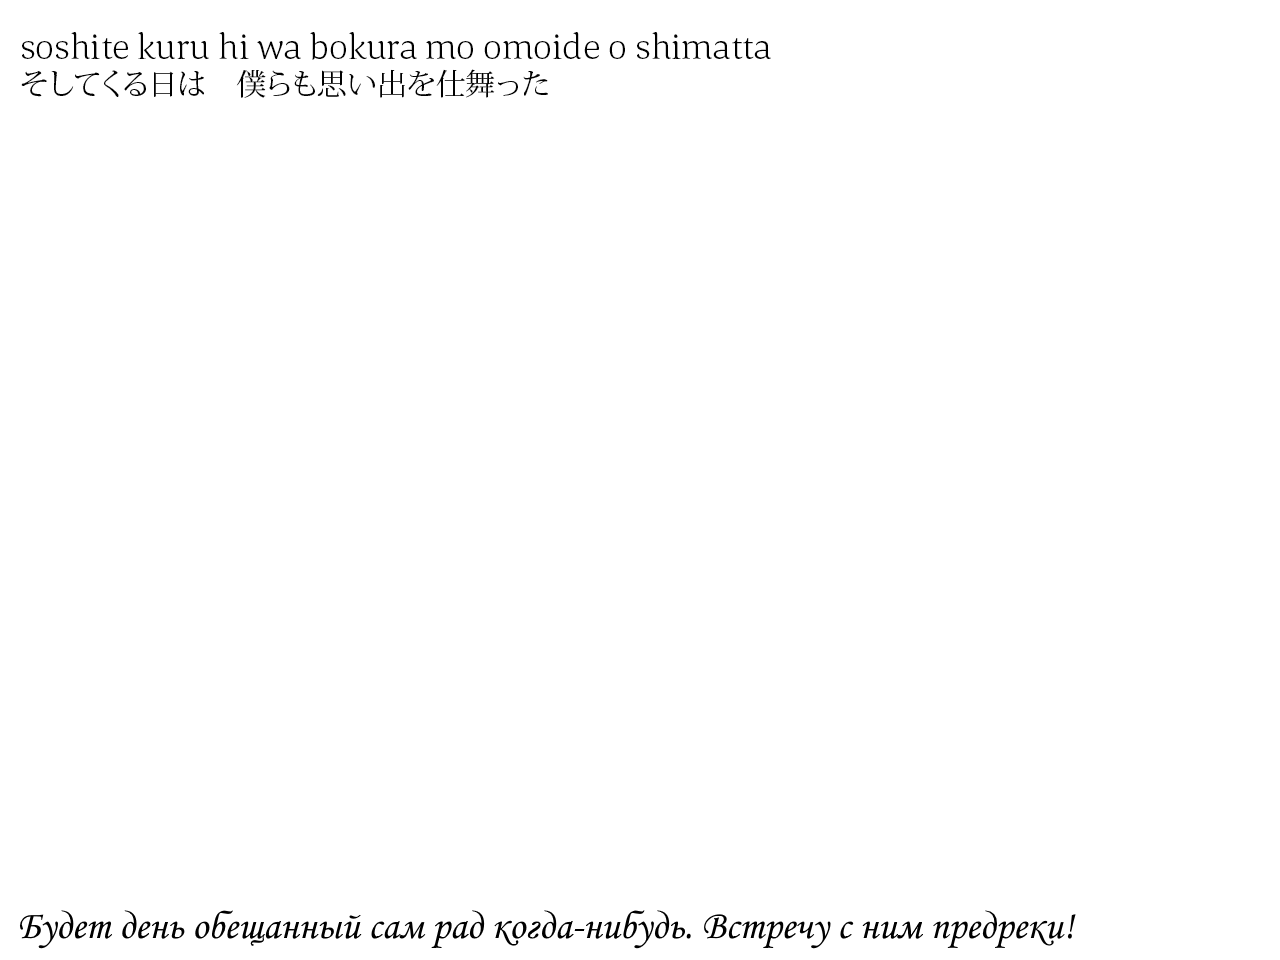 soshite kuru hi wa bokura mo omoide o shimatta
そしてくる日は　僕らも思い出を仕舞った
Будет день обещанный сам рад когда-нибудь. Встречу с ним предреки!